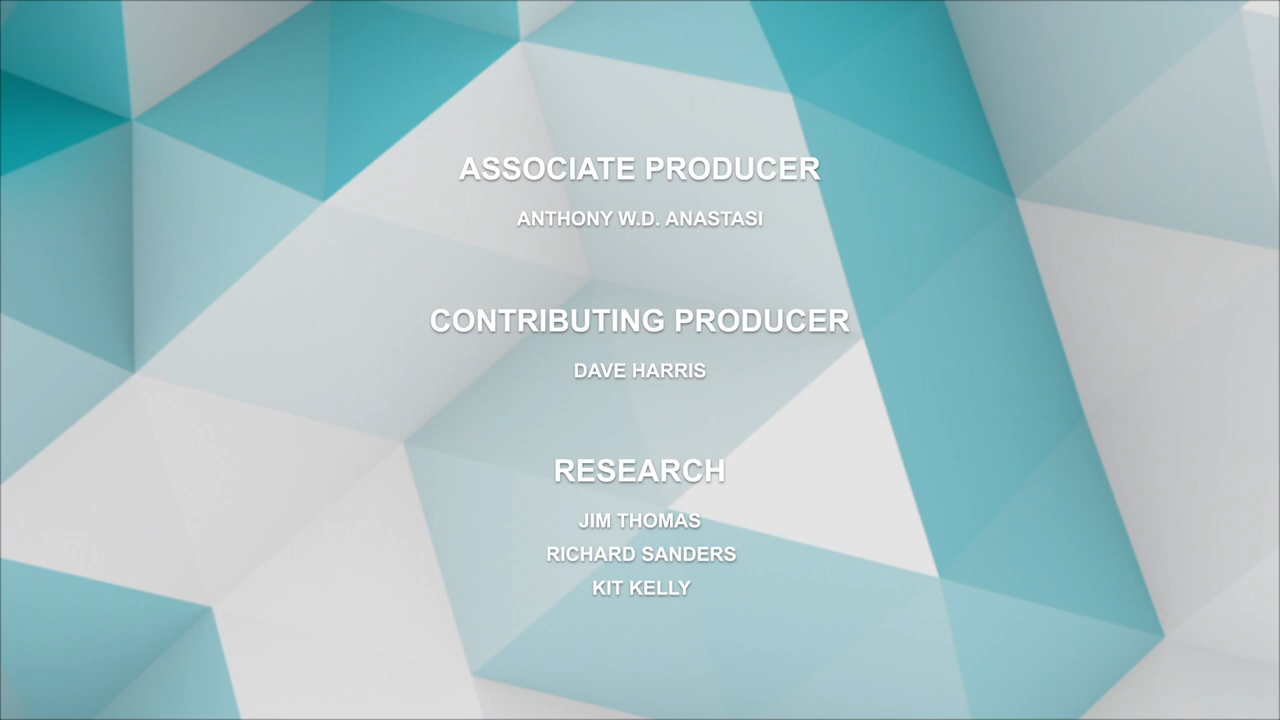 ASSOCIATE PRODUCER
ANTHONY W.D. ANASTASI
CONTRIBUTING PRODUCER
DAVE HARRIS
RESEARCH
JIM THOMAS
RICHARD SANDERS
KIT KELLY